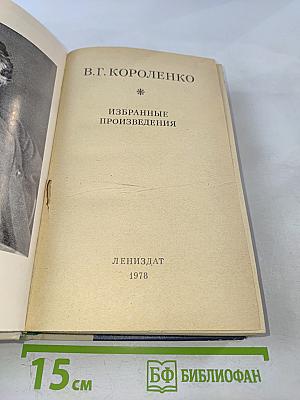 В.Г. КОРОЛЕНКО
ИЗБРАННЫЕ
ПРОИЗВЕДЕНИЯ
ЛЕНИЗДАТ
1978
15 см
БФ БИБЛИОФАН